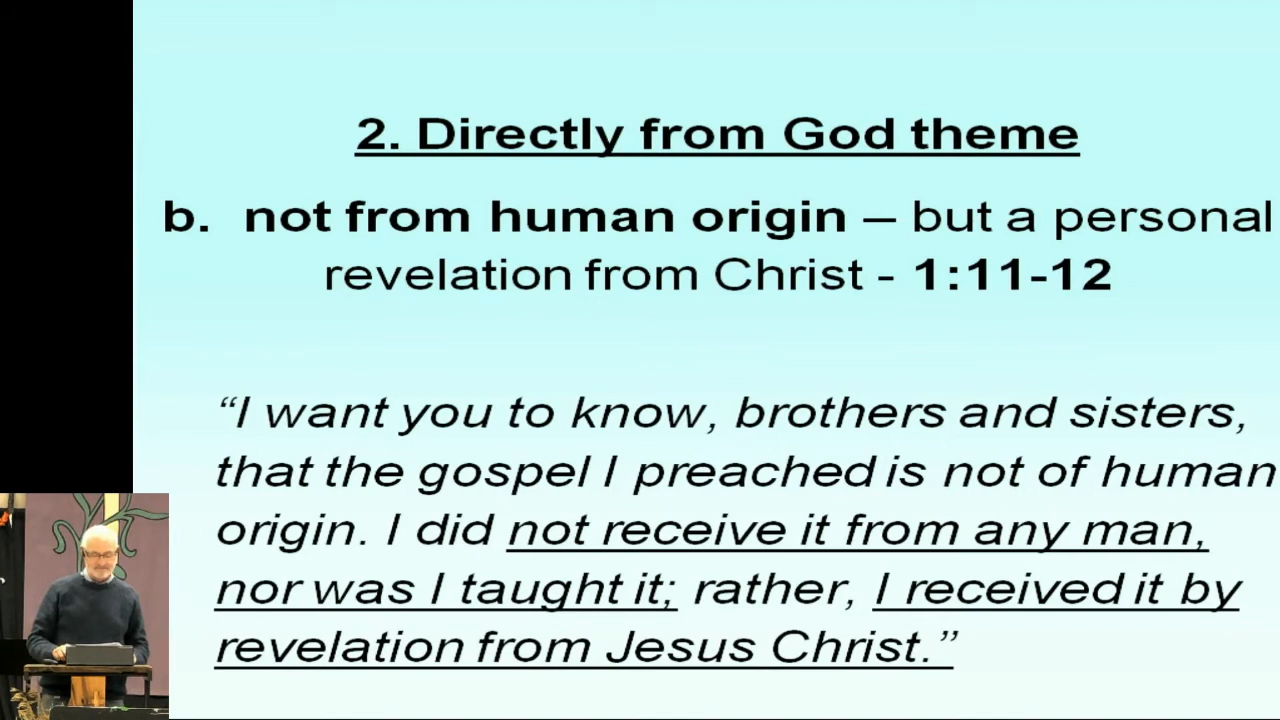 2. Directly from God theme
b. not from human origin – but a personal
revelation from Christ - 1:11-12
“I want you to know, brothers and sisters,
that the gospel I preached is not of human
origin. I did not receive it from any man,
nor was I taught it; rather, I received it by
revelation from Jesus Christ.”